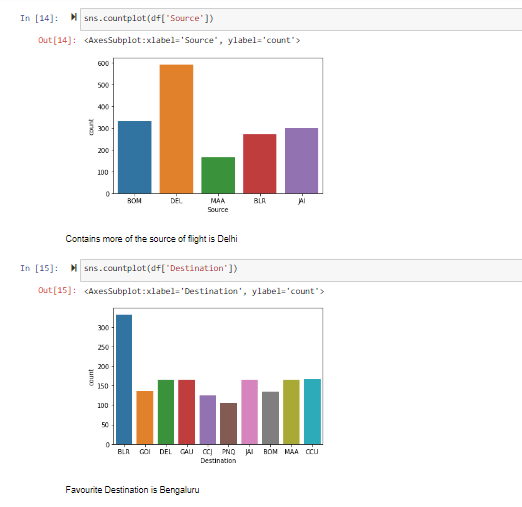 In [14]: sns.countplot(df['Source'])
Out[14]: <AxesSubplot:xlabel='Source', ylabel='count'>
600
500
400
300
200
100
0
count
BOM DEL MAA BLR JAI
Source
Contains more of the source of flight is Delhi
In [15]: sns.countplot(df['Destination'])
Out[15]: <AxesSubplot:xlabel='Destination', ylabel='count'>
300
250
200
150
100
50
0
count
BLR GOI DEL GAU CCJ PNQ JAI BOM MAA CCU
Destination
Favourite Destination is Bengaluru